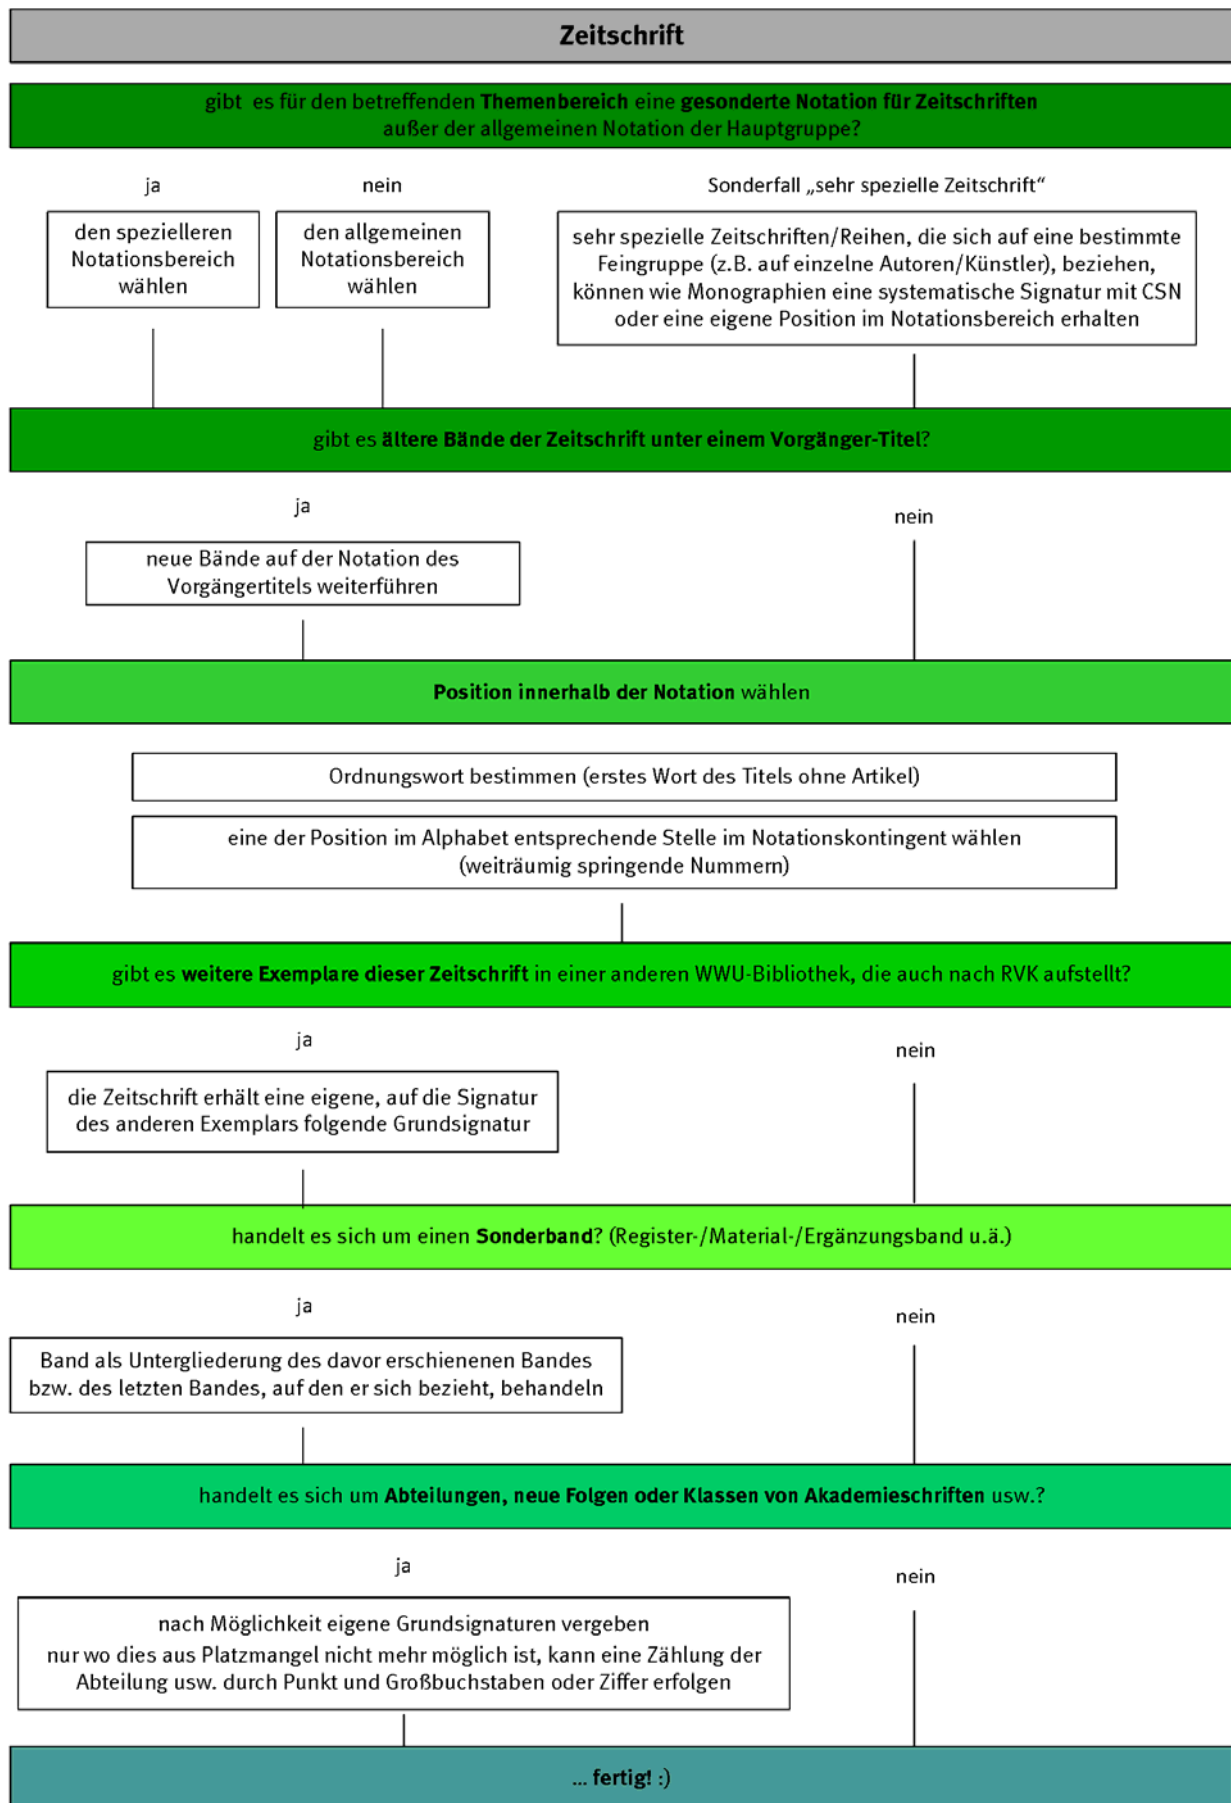 Zeitschrift
gibt es für den betreffenden Themenbereich eine gesonderte Notation für Zeitschriften
außer der allgemeinen Notation der Hauptgruppe?
ja
nein
Sonderfall „sehr spezielle Zeitschrift“
den spezielleren
Notationsbereich
wählen
den allgemeinen
Notationsbereich
wählen
sehr spezielle Zeitschriften/Reihen, die sich auf eine bestimmte
Feingruppe (z.B. auf einzelne Autoren/Künstler), beziehen,
können wie Monographien eine systematische Signatur mit CSN
oder eine eigene Position im Notationsbereich erhalten
gibt es ältere Bände der Zeitschrift unter einem Vorgänger-Titel?
ja
nein
neue Bände auf der Notation des
Vorgängertitels weiterführen
Position innerhalb der Notation wählen
Ordnungswort bestimmen (erstes Wort des Titels ohne Artikel)
eine der Position im Alphabet entsprechende Stelle im Notationskontingent wählen
(weiträumig springende Nummern)
gibt es weitere Exemplare dieser Zeitschrift in einer anderen WWU-Bibliothek, die auch nach RVK aufstellt?
ja
nein
die Zeitschrift erhält eine eigene, auf die Signatur
des anderen Exemplars folgende Grundsignatur
handelt es sich um einen Sonderband? (Register-/Material-/Ergänzungsband u.ä.)
ja
nein
Band als Untergliederung des davor erschienenen Bandes
bzw. des letzten Bandes, auf den er sich bezieht, behandeln
handelt es sich um Abteilungen, neue Folgen oder Klassen von Akademieschriften usw.?
ja
nein
nach Möglichkeit eigene Grundsignaturen vergeben
nur wo dies aus Platzmangel nicht mehr möglich ist, kann eine Zählung der
Abteilung usw. durch Punkt und Großbuchstaben oder Ziffer erfolgen
... fertig! :)